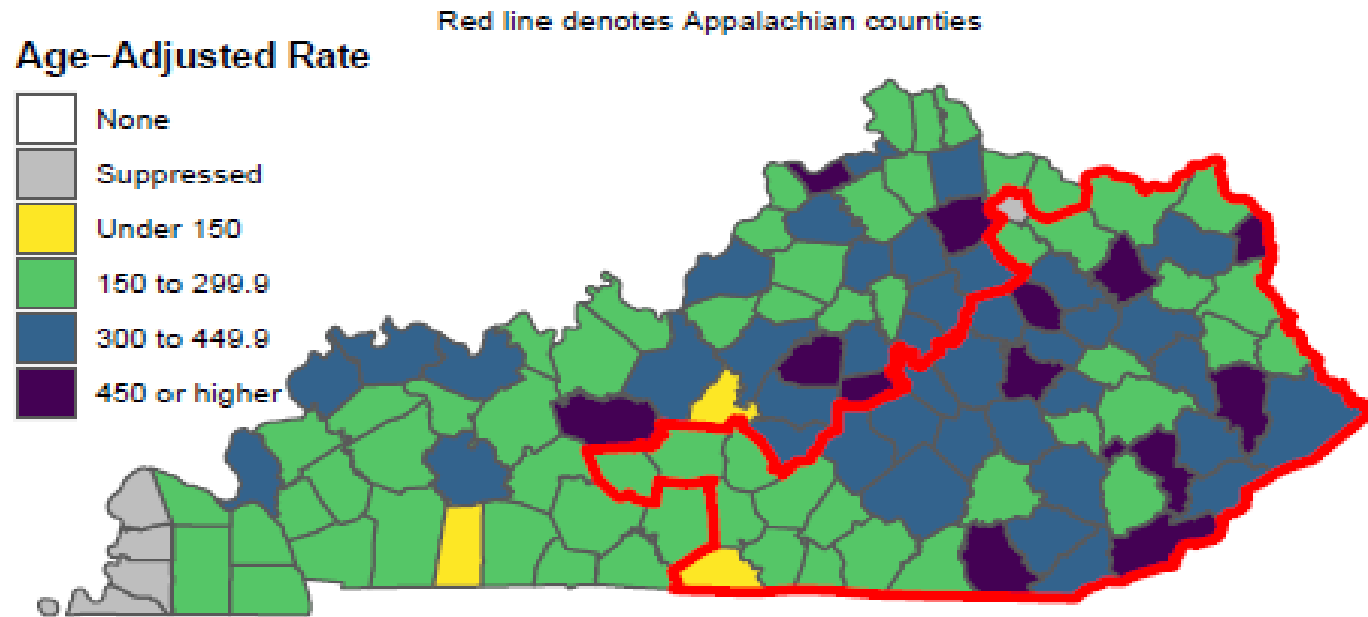 Red line denotes Appalachian counties
Age-Adjusted Rate
None
Suppressed
Under 150
150 to 299.9
300 to 449.9
450 or higher